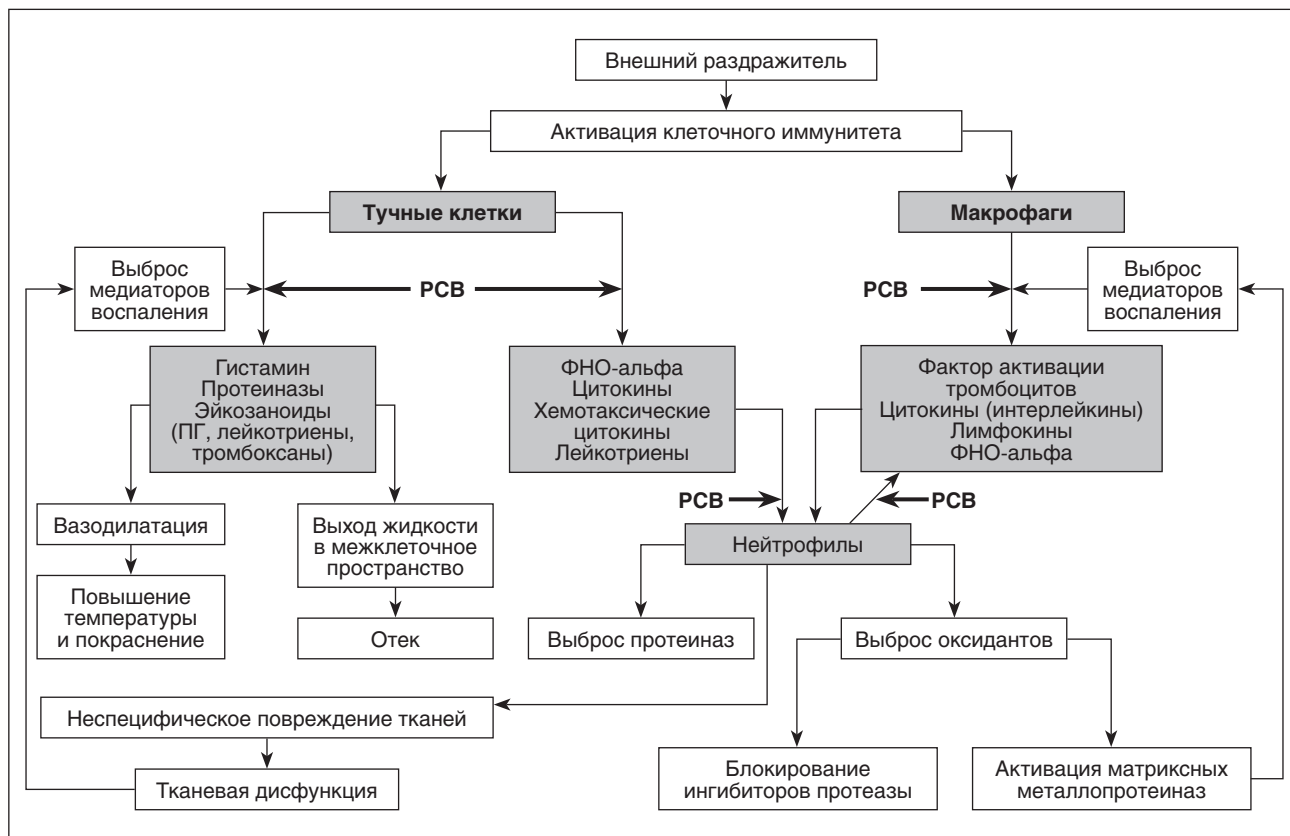 Внешний раздражитель
Активация клеточного иммунитета
Тучные клетки
Макрофаги
Выброс
медиаторов
воспаления
РСВ
РСВ
Выброс
медиаторов
воспаления
Гистамин
Протеиназы
Эйкозаноиды
(ПГ, лейкотриены,
тромбоксаны)
ФНО-альфа
Цитокины
Хемотаксические
цитокины
Лейкотриены
Фактор активации
тромбоцитов
Цитокины (интерлейкины)
Лимфокины
ФНО-альфа
РСВ
РСВ
Вазодилатация
Выход жидкости
в межклеточное
пространство
Нейтрофилы
Повышение
температуры
и покраснение
Отек
Выброс протеиназ
Выброс оксидантов
Неспецифическое повреждение тканей
Тканевая дисфункция
Блокирование
ингибиторов протеазы
Активация матриксных
металлопротеиназ